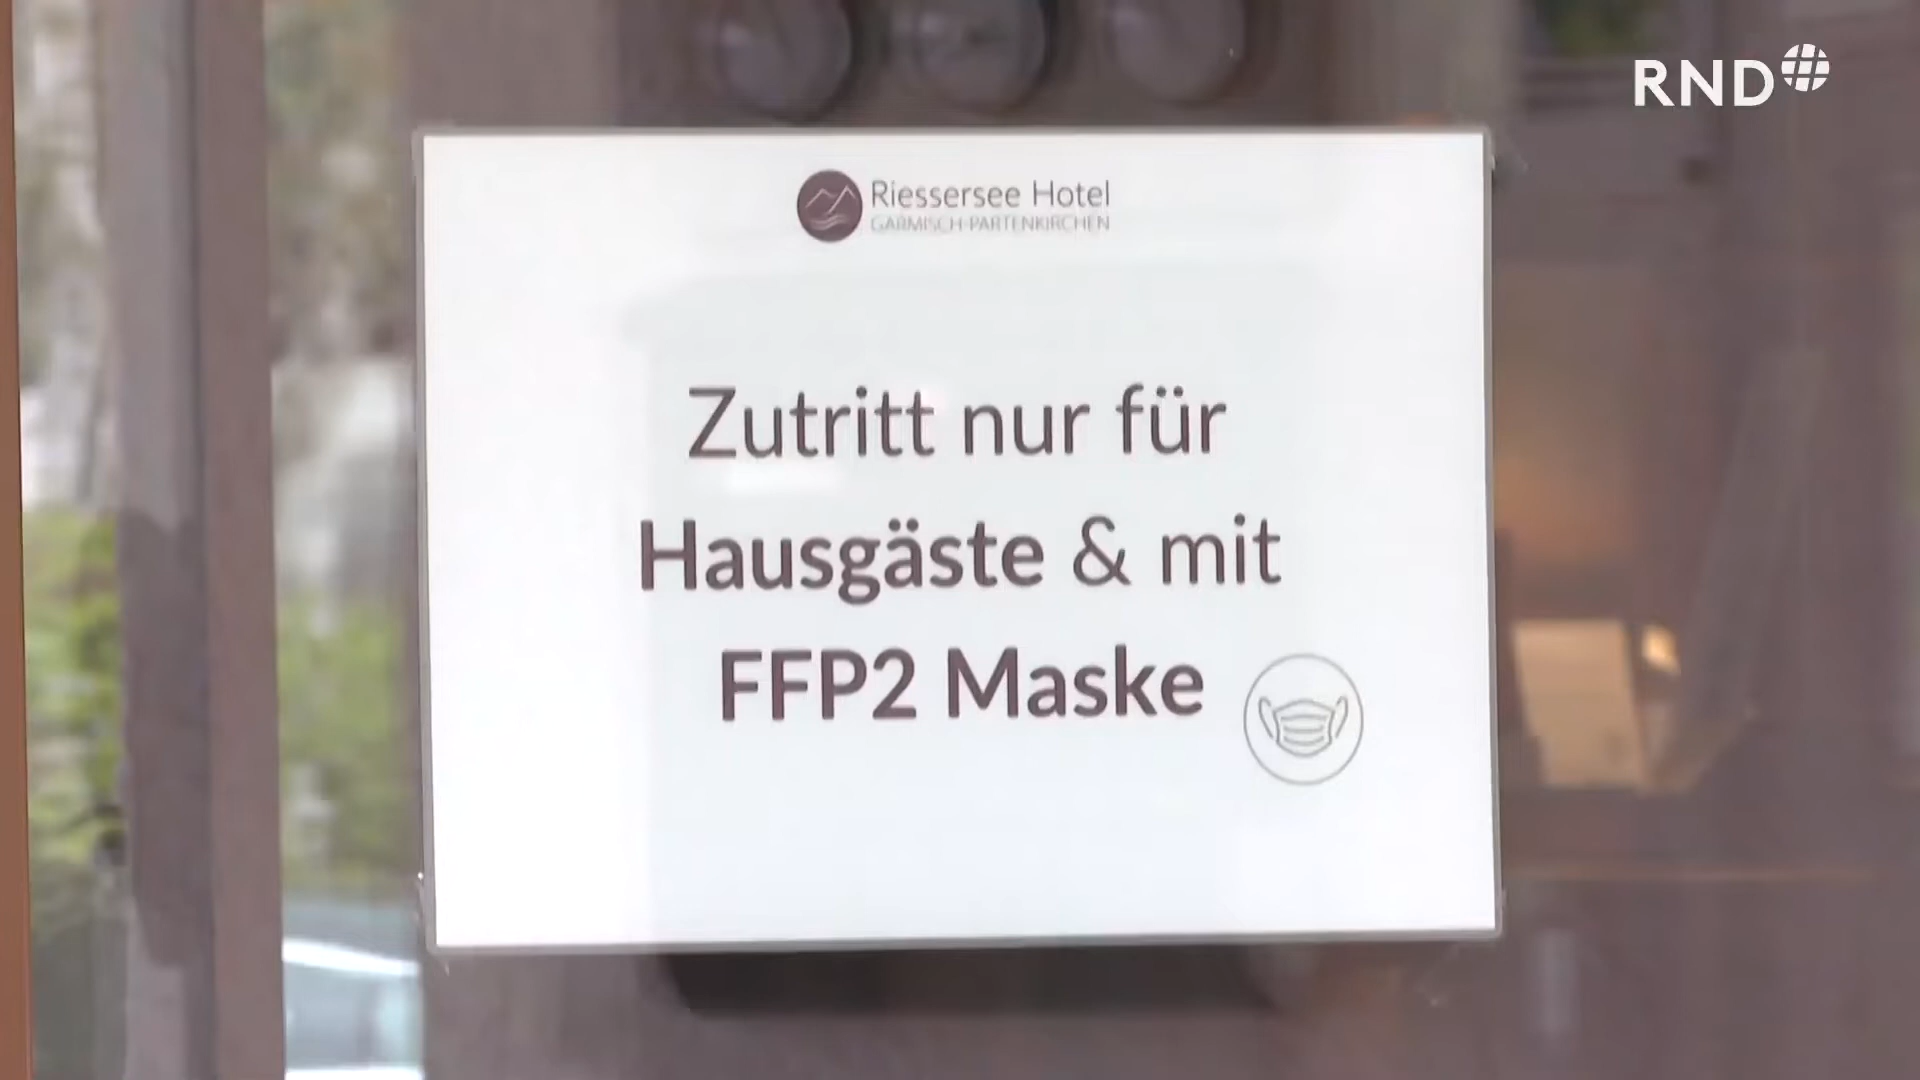 RND
Riessersee Hotel
GARMISCH-PARTENKIRCHEN
Zutritt nur für
Hausgäste & mit
FFP2 Maske